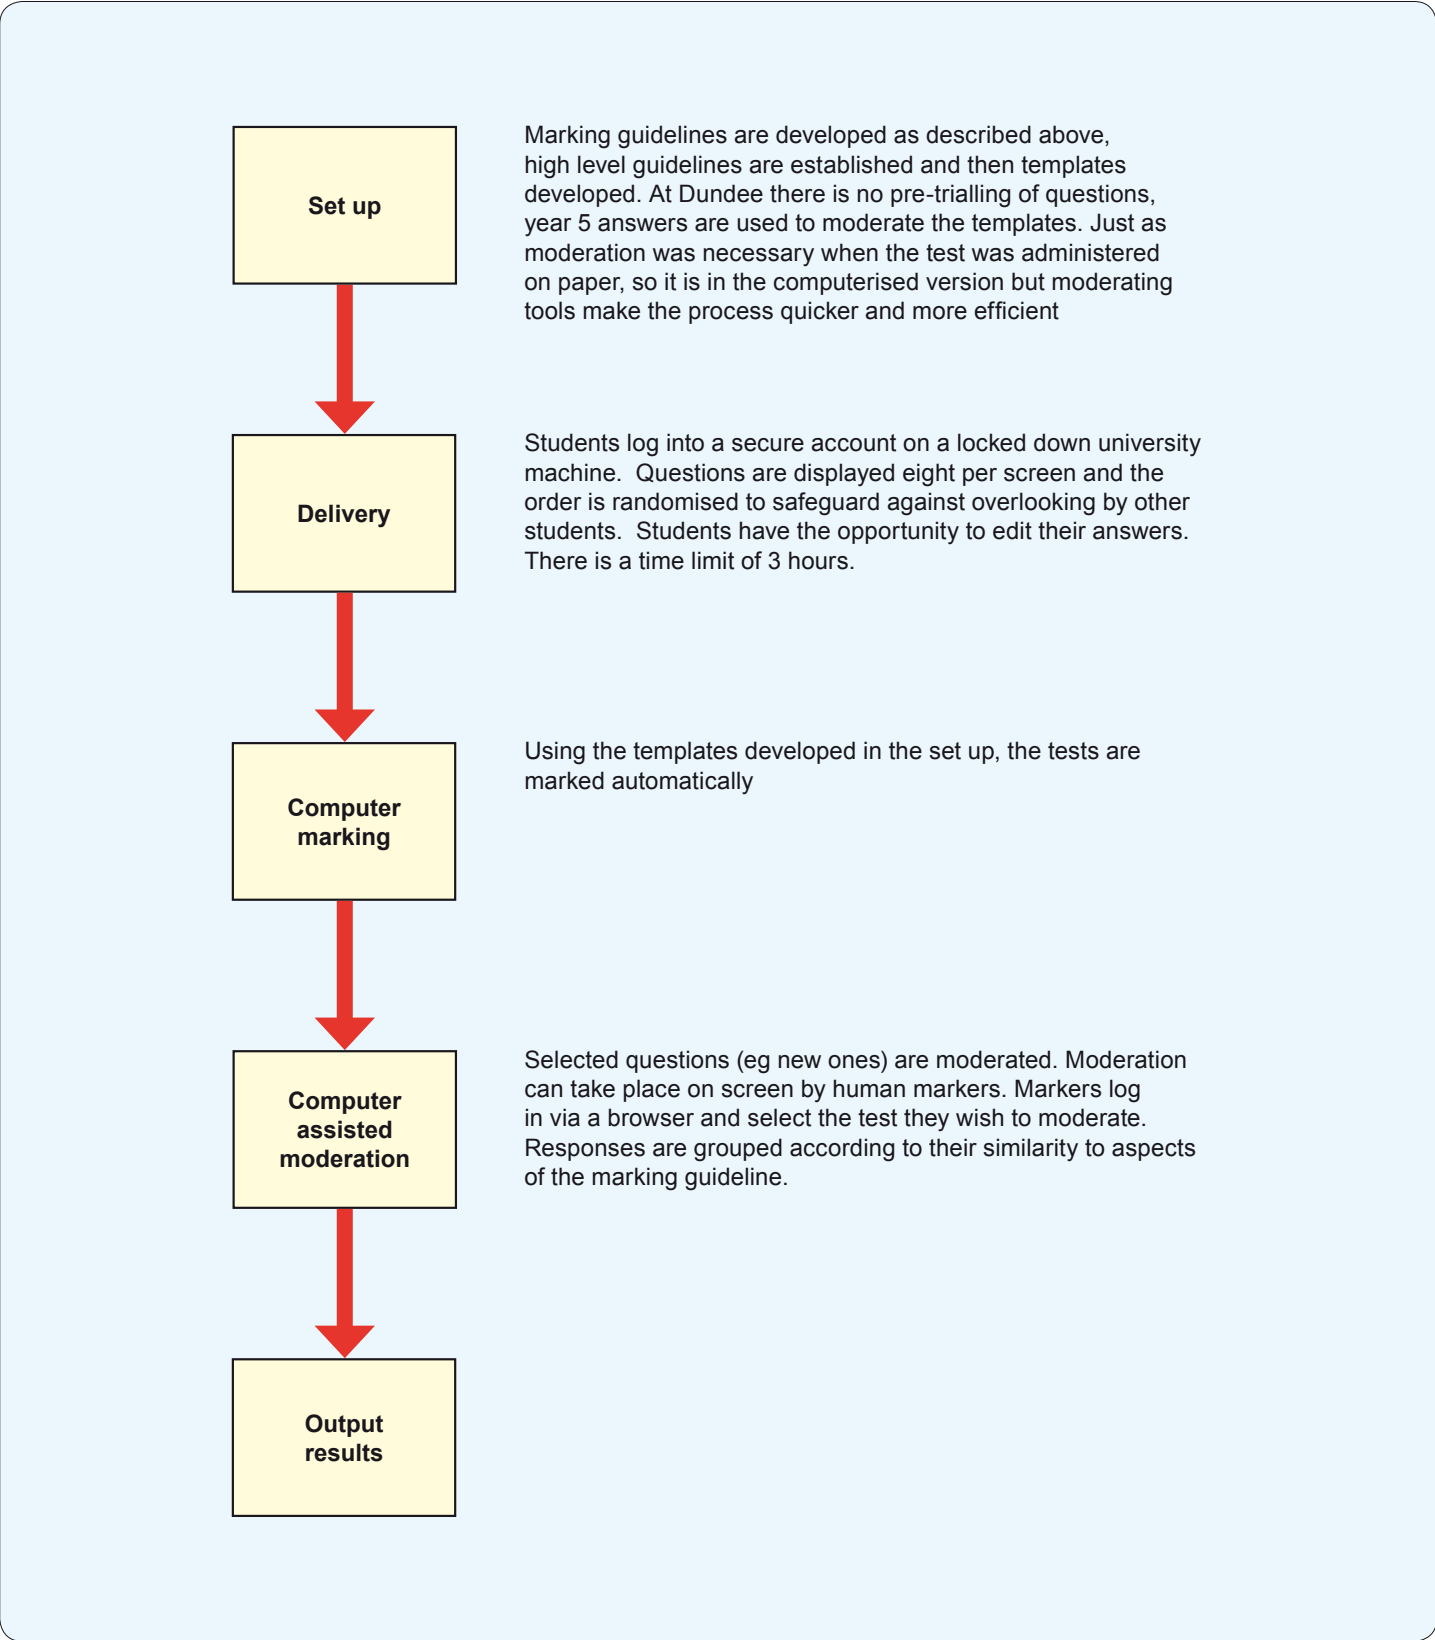 Set up
Marking guidelines are developed as described above,
high level guidelines are established and then templates
developed. At Dundee there is no pre-trialling of questions,
year 5 answers are used to moderate the templates. Just as
moderation was necessary when the test was administered
on paper, so it is in the computerised version but moderating
tools make the process quicker and more efficient
Delivery
Students log into a secure account on a locked down university
machine.  Questions are displayed eight per screen and the
order is randomised to safeguard against overlooking by other
students.  Students have the opportunity to edit their answers.
There is a time limit of 3 hours.
Computer
marking
Using the templates developed in the set up, the tests are
marked automatically
Computer
assisted
moderation
Selected questions (eg new ones) are moderated. Moderation
can take place on screen by human markers. Markers log
in via a browser and select the test they wish to moderate.
Responses are grouped according to their similarity to aspects
of the marking guideline.
Output
results